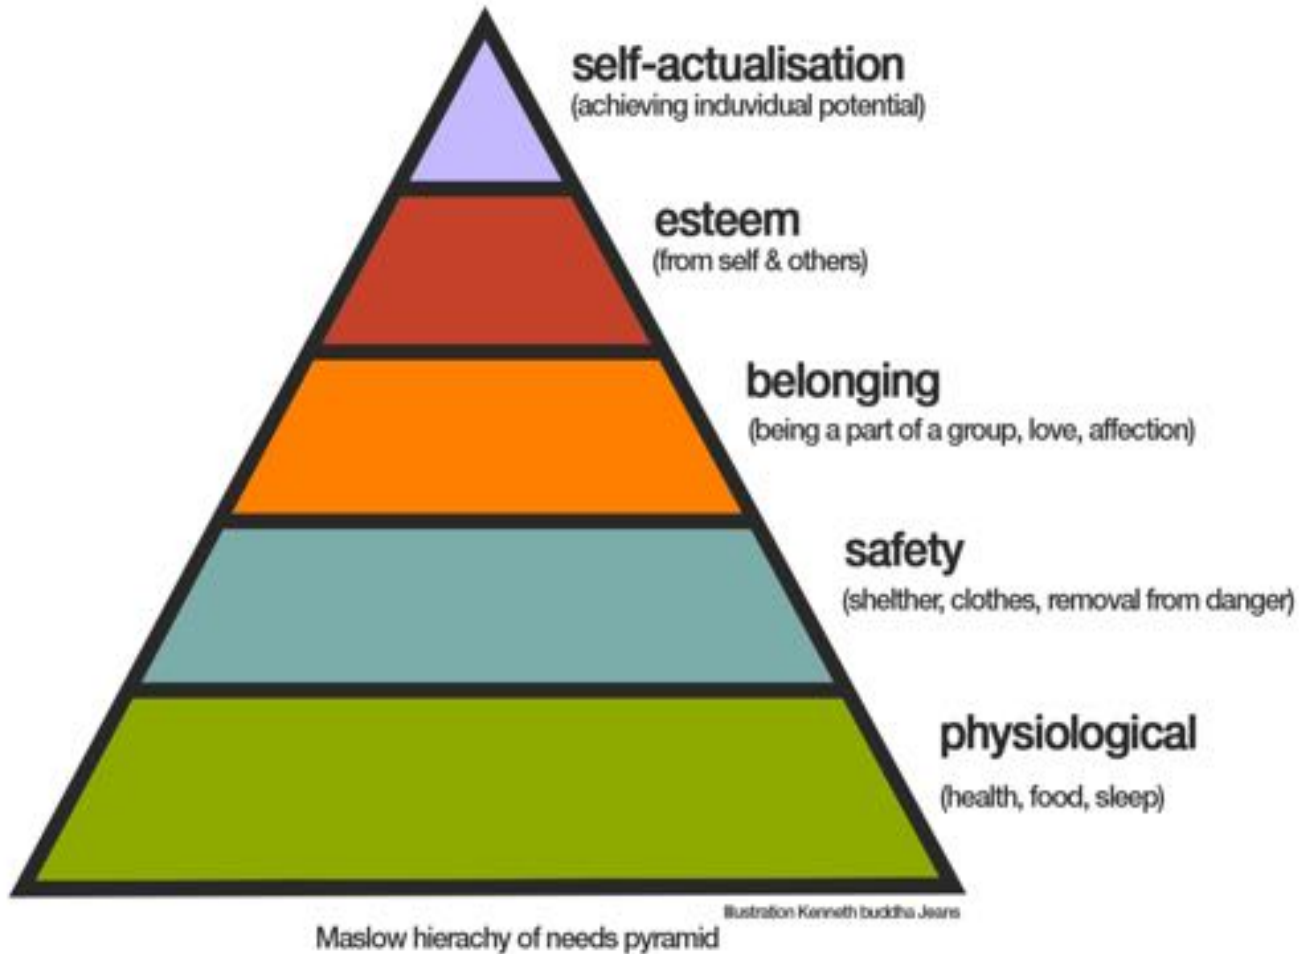 self-actualisation
(achieving induvidual potential)
esteem
(from self & others)
belonging
(being a part of a group, love, affection)
safety
(shelther, clothes, removal from danger)
physiological
(health, food, sleep)
Illustration Kenneth buddha Jeans
Maslow hierachy of needs pyramid